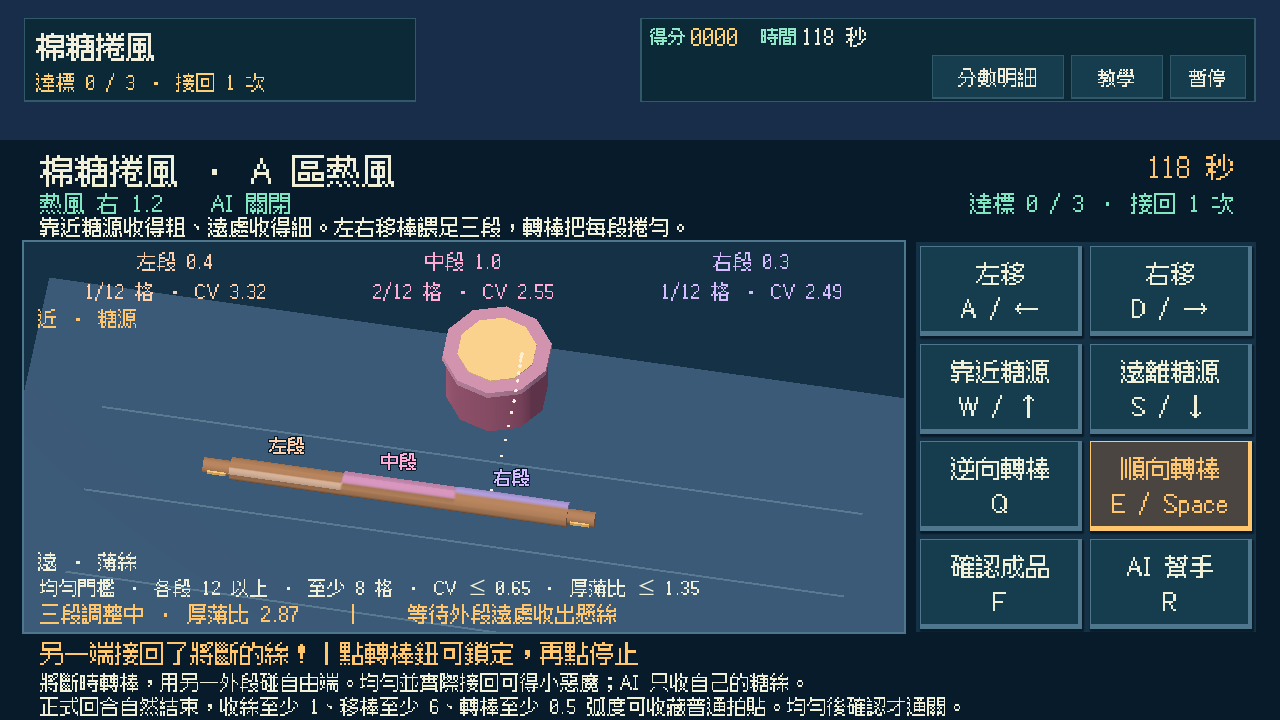 棉糖捲風
達標 0 / 3 · 接回 1 次
得分 0000 時間 118 秒
分數明細 教學 暫停
棉糖捲風 · A 區熱風
118 秒
熱風 右 1.2 AI 關閉
達標 0 / 3 · 接回 1 次
靠近糖源收得粗、遠處收得細。左右移棒餵足三段，轉棒把每段捲勻。
左段 0.4 中段 1.0 右段 0.3
1/12 格 · CV 3.32 2/12 格 · CV 2.55 1/12 格 · CV 2.49
近 · 糖源
左段
中段
右段
遠 · 薄絲
均勻門檻 · 各段 12 以上 · 至少 8 格 · CV ≤ 0.65 · 厚薄比 ≤ 1.35
三段調整中 · 厚薄比 2.87 | 等待外段遠處收出懸絲
左移
A / ←
右移
D / →
靠近糖源
W / ↑
遠離糖源
S / ↓
逆向轉棒
Q
順向轉棒
E / Space
確認成品
F
AI 幫手
R
另一端接回了將斷的絲！｜點轉棒鈕可鎖定，再點停止
將斷時轉棒，用另一外段碰自由端。均勻並實際接回可得小惡魔；AI 只收自己的糖絲。
正式回合自然結束，收絲至少 1、移棒至少 6、轉棒至少 0.5 弧度可收藏普通拍貼。均勻後確認才通關。